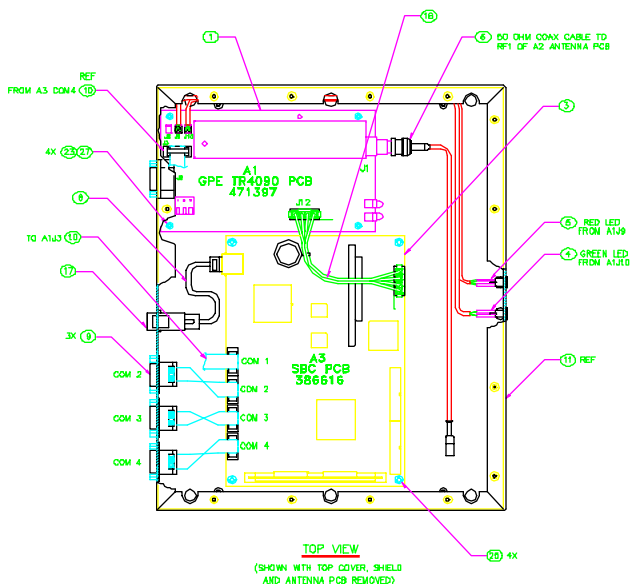 1
18
6 50 OHM COAX CABLE TO
RF1 OF A2 ANTENNA PCB
REF
FROM A3 COM4 10
3
4X 23 27
A1
GPE TR4090 PCB
471397
J1
J12
TO A1J3 19
17
5 RED LED
FROM A1J9
4 GREEN LED
FROM A1J10
3X 9
COM 2
COM 3
COM 4
COM 1
COM 2
COM 3
COM 4
A3
SBC PCB
386616
11 REF
20 4X
TOP VIEW
(SHOWN WITH TOP COVER, SHIELD
AND ANTENNA PCB REMOVED)